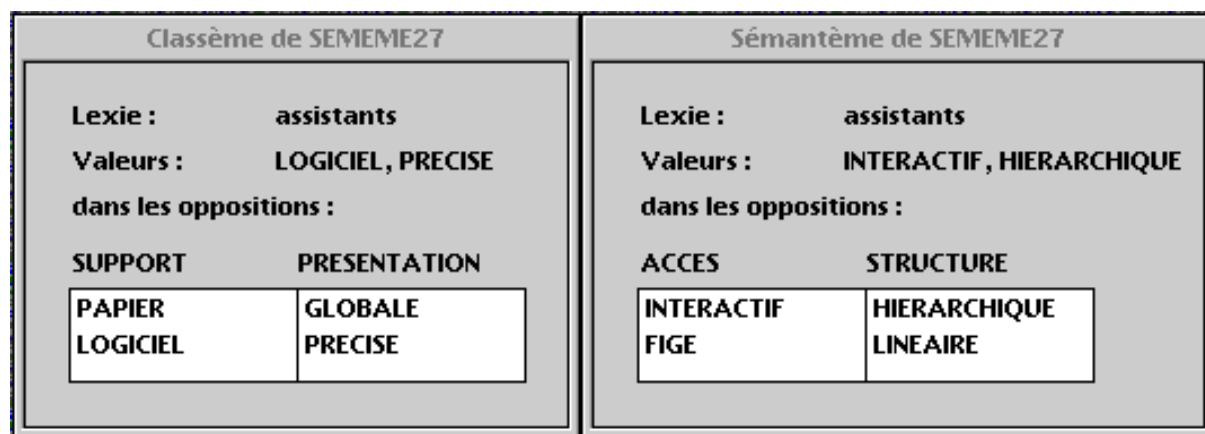 Classème de SEMEME27
Lexie : assistants
Valeurs : LOGICIEL, PRECISE
dans les oppositions :
SUPPORT PRESENTATION
PAPIER GLOBALE
LOGICIEL PRECISE
Sémantème de SEMEME27
Lexie : assistants
Valeurs : INTERACTIF, HIERARCHIQUE
dans les oppositions :
ACCES STRUCTURE
INTERACTIF HIERARCHIQUE
FIGE LINEAIRE